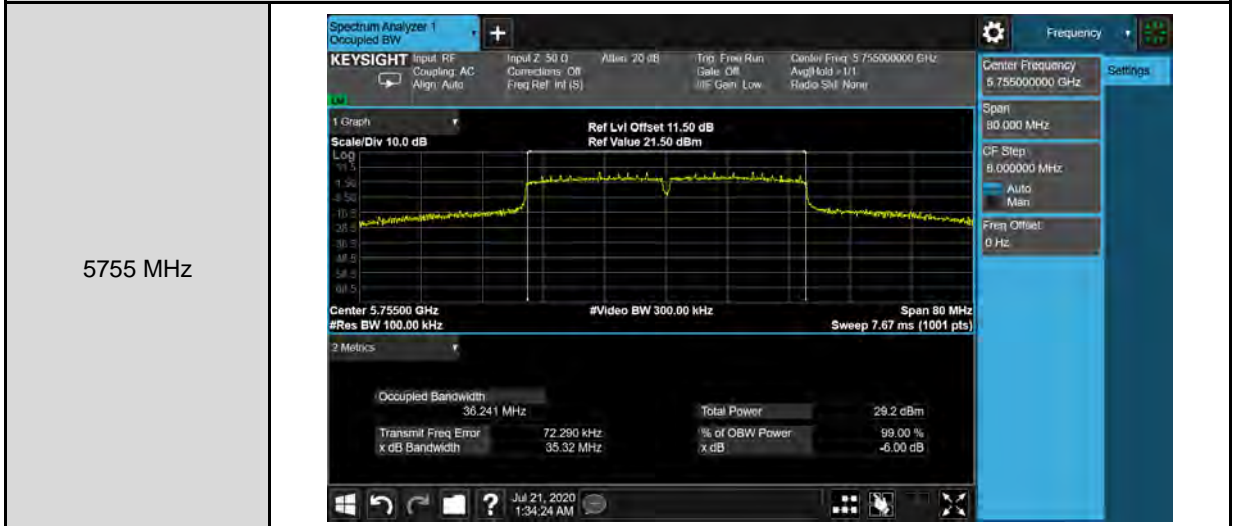 5755 MHz
Spectrum Analyzer 1
Occupied BW
+
Frequency
KEYSIGHT
Input: RF
Coupling: AC
Align: Auto
Input Z: 50 Ω
Corrections: Off
Freq Ref: Int (S)
Atten: 20 dB
Trig: Free Run
Gate: Off
#IF Gain: Low
Center Freq: 5.755000000 GHz
Avg|Hold: >1/1
Radio Std: None
Center Frequency
5.755000000 GHz
Settings
Span
80.000 MHz
CF Step
8.000000 MHz
Auto
Man
Freq Offset
0 Hz
1 Graph
Scale/Div 10.0 dB
Ref Lvl Offset 11.50 dB
Ref Value 21.50 dBm
Log
11.5
1.50
-8.50
Center 5.75500 GHz
#Res BW 100.00 kHz
#Video BW 300.00 kHz
Span 80 MHz
Sweep 7.67 ms (1001 pts)
2 Metrics
Occupied Bandwidth
36.241 MHz
Total Power 29.2 dBm
Transmit Freq Error 72.290 kHz
% of OBW Power 99.00 %
x dB Bandwidth 35.32 MHz
x dB -6.00 dB
?
Jul 21, 2020
1:34:24 AM